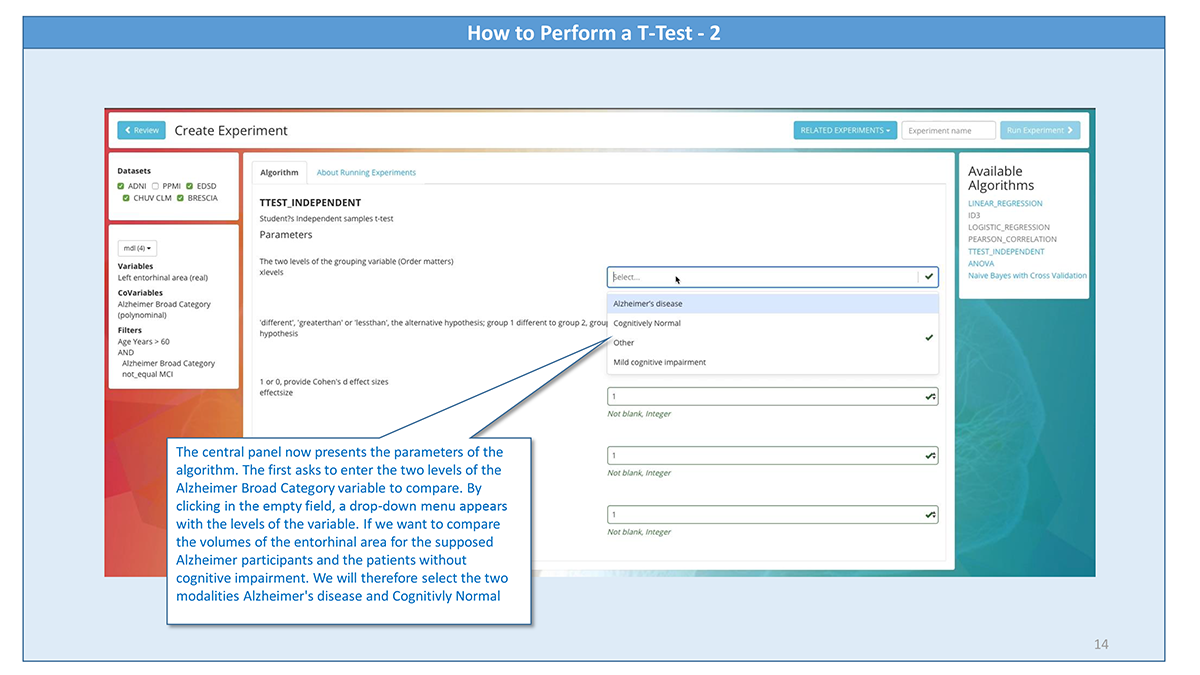 How to Perform a T-Test - 2
Review
Create Experiment
RELATED EXPERIMENTS
Experiment name
Run Experiment
Datasets
ADNI PPMI EDSD
CHUV CLM BRESCIA
mdl (4)
Variables
Left entorhinal area (real)
CoVariables
Alzheimer Broad Category
(polynominal)
Filters
Age Years > 60
AND
Alzheimer Broad Category
not_equal MCI
Algorithm
About Running Experiments
TTEST_INDEPENDENT
Student?s Independent samples t-test
Parameters
The two levels of the grouping variable (Order matters)
xlevels
Select...
Alzheimer's disease
Cognitively Normal
Other
Mild cognitive impairment
'different', 'greaterthan' or 'lessthan', the alternative hypothesis; group 1 different to group 2, grou
hypothesis
1 or 0, provide Cohen's d effect sizes
effectsize
1
Not blank, Integer
1
Not blank, Integer
1
Not blank, Integer
Available
Algorithms
LINEAR_REGRESSION
ID3
LOGISTIC_REGRESSION
PEARSON_CORRELATION
TTEST_INDEPENDENT
ANOVA
Naive Bayes with Cross Validation
The central panel now presents the parameters of the
algorithm. The first asks to enter the two levels of the
Alzheimer Broad Category variable to compare. By
clicking in the empty field, a drop-down menu appears
with the levels of the variable. If we want to compare
the volumes of the entorhinal area for the supposed
Alzheimer participants and the patients without
cognitive impairment. We will therefore select the two
modalities Alzheimer's disease and Cognitivly Normal
14